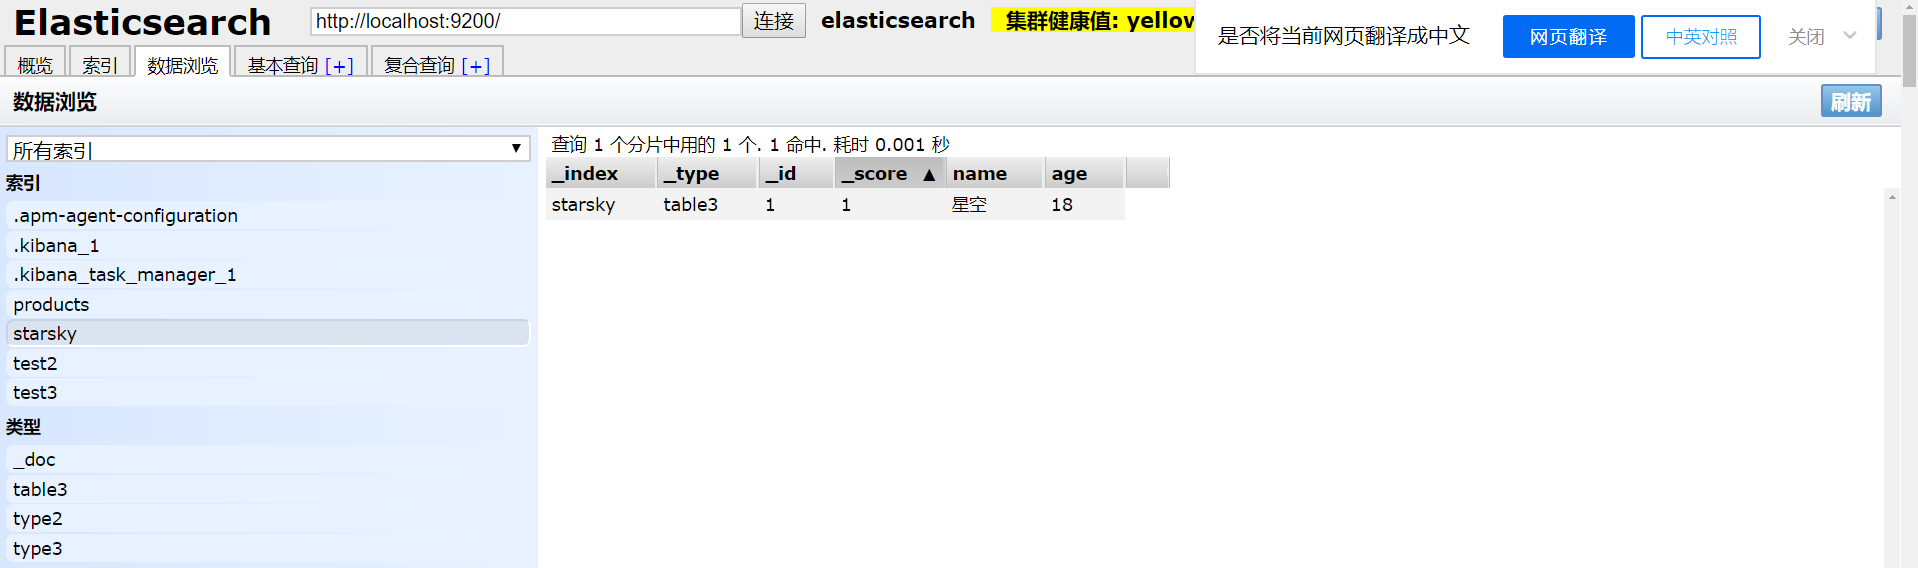 Elasticsearch http://localhost:9200/ 连接 elasticsearch 集群健康值: yellow
是否将当前网页翻译成中文 网页翻译 中英对照 关闭
概览 索引 数据浏览 基本查询 [+] 复合查询 [+]
数据浏览 刷新
所有索引 ▼
索引
.apm-agent-configuration
.kibana_1
.kibana_task_manager_1
products
starsky
test2
test3
类型
_doc
table3
type2
type3
查询 1 个分片中用的 1 个. 1 命中. 耗时 0.001 秒
_index _type _id _score ▲ name age
starsky table3 1 1 星空 18